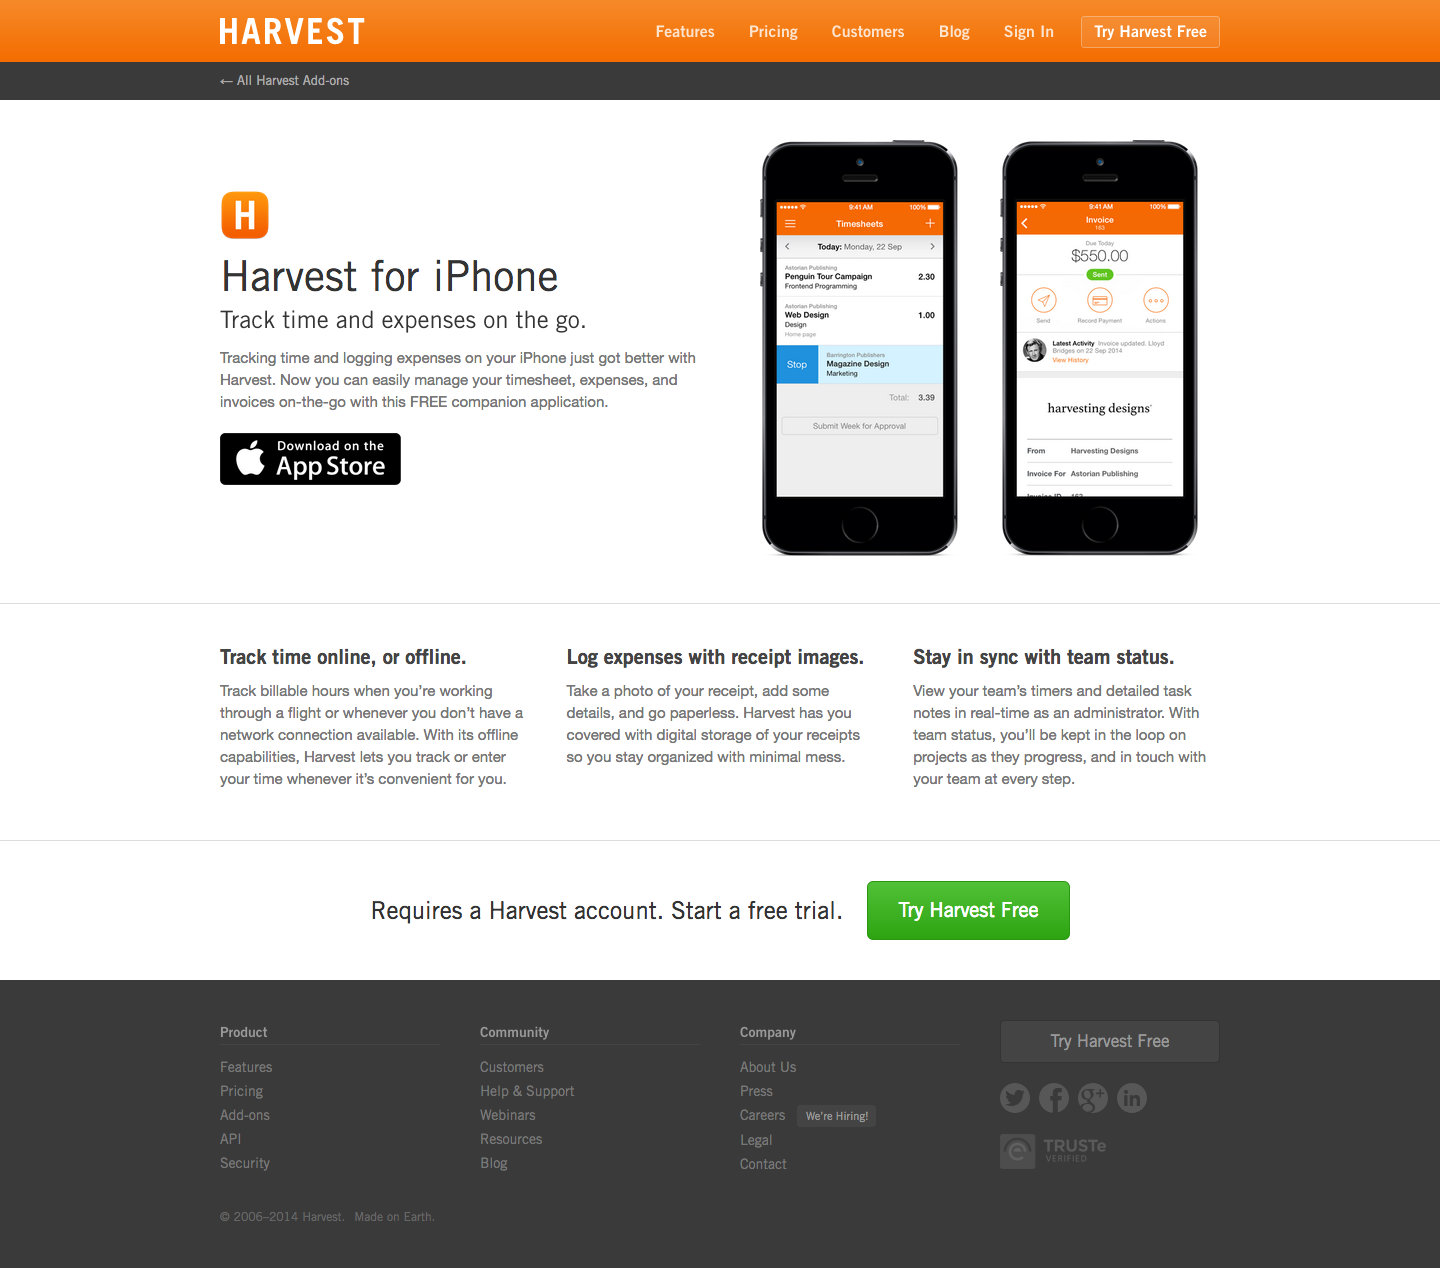 HARVEST
Features
Pricing
Customers
Blog
Sign In
Try Harvest Free
← All Harvest Add-ons
H
Harvest for iPhone
Track time and expenses on the go.
Tracking time and logging expenses on your iPhone just got better with
Harvest. Now you can easily manage your timesheet, expenses, and
invoices on-the-go with this FREE companion application.
Download on the
App Store
9:41 AM 100%
Timesheets
Today: Monday, 22 Sep
Astorian Publishing
Penguin Tour Campaign 2.30
Frontend Programming
Astorian Publishing
Web Design 1.00
Design
Home page
Stop
Barrington Publishers
Magazine Design
Marketing
Total: 3.39
Submit Week for Approval
9:41 AM 100%
Invoice
163
Due Today
$550.00
Sent
Send
Record Payment
Actions
Latest Activity Invoice updated. Lloyd
Bridges on 22 Sep 2014
View History
harvesting designs
From Harvesting Designs
Invoice For Astorian Publishing
Invoice ID 163
Track time online, or offline.
Track billable hours when you’re working
through a flight or whenever you don’t have a
network connection available. With its offline
capabilities, Harvest lets you track or enter
your time whenever it’s convenient for you.
Log expenses with receipt images.
Take a photo of your receipt, add some
details, and go paperless. Harvest has you
covered with digital storage of your receipts
so you stay organized with minimal mess.
Stay in sync with team status.
View your team’s timers and detailed task
notes in real-time as an administrator. With
team status, you’ll be kept in the loop on
projects as they progress, and in touch with
your team at every step.
Requires a Harvest account. Start a free trial.
Try Harvest Free
Product
Features
Pricing
Add-ons
API
Security
Community
Customers
Help & Support
Webinars
Resources
Blog
Company
About Us
Press
Careers We're Hiring!
Legal
Contact
Try Harvest Free
TRUSTe
VERIFIED
© 2006–2014 Harvest. Made on Earth.